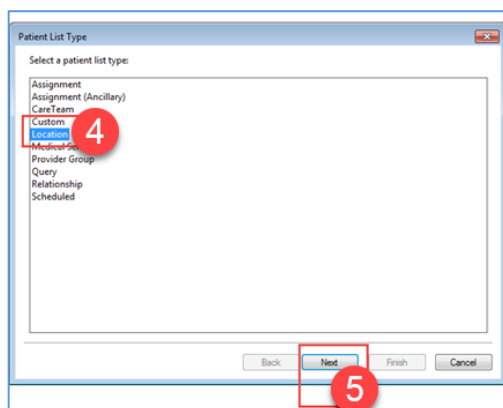 Patient List Type
Select a patient list type:
Assignment
Assignment (Ancillary)
CareTeam
Custom
Location
4
Medical
Provider Group
Query
Relationship
Scheduled
Back Next Finish Cancel
5